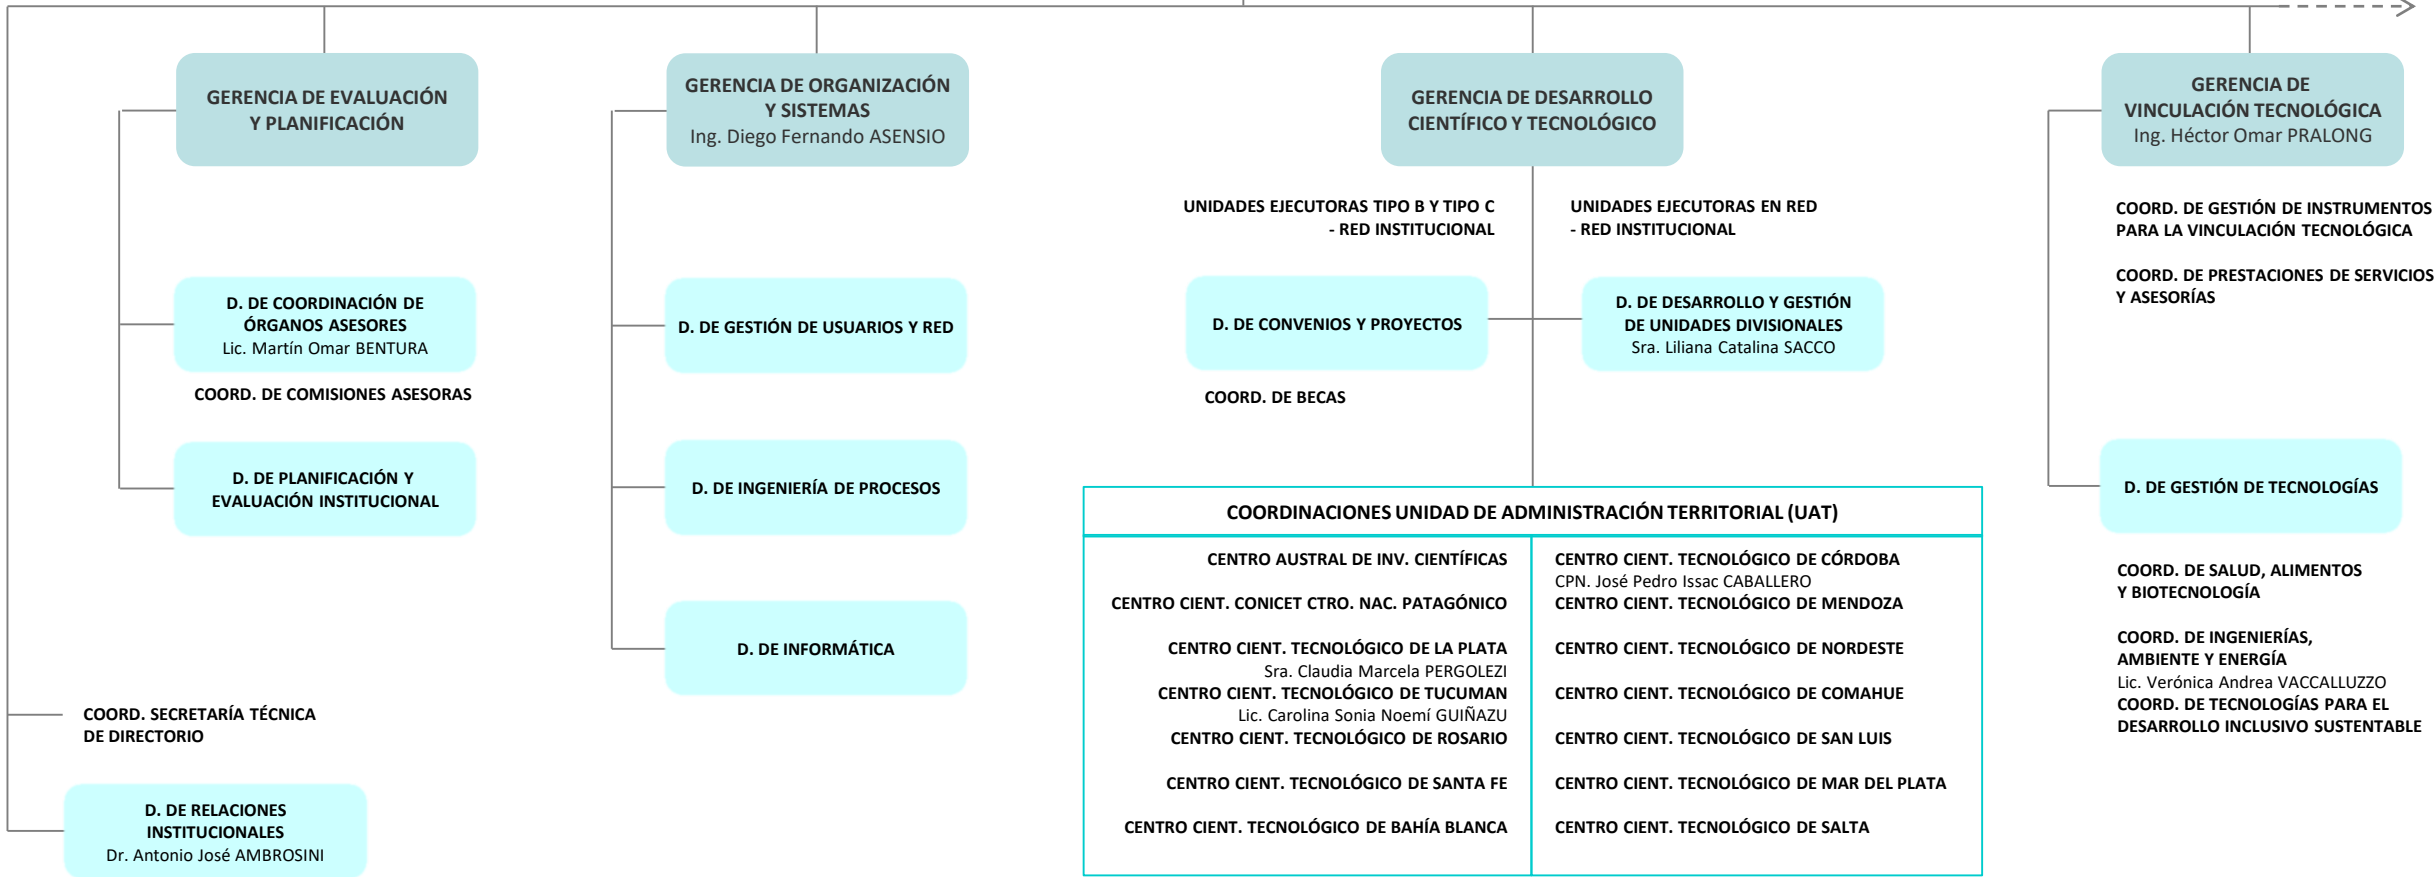 GERENCIA DE EVALUACIÓN
Y PLANIFICACIÓN
D. DE COORDINACIÓN DE
ÓRGANOS ASESORES
Lic. Martín Omar BENTURA
COORD. DE COMISIONES ASESORAS
D. DE PLANIFICACIÓN Y
EVALUACIÓN INSTITUCIONAL
COORD. SECRETARÍA TÉCNICA
DE DIRECTORIO
D. DE RELACIONES
INSTITUCIONALES
Dr. Antonio José AMBROSINI
GERENCIA DE ORGANIZACIÓN
Y SISTEMAS
Ing. Diego Fernando ASENSIO
D. DE GESTIÓN DE USUARIOS Y RED
D. DE INGENIERÍA DE PROCESOS
D. DE INFORMÁTICA
GERENCIA DE DESARROLLO
CIENTÍFICO Y TECNOLÓGICO
UNIDADES EJECUTORAS TIPO B Y TIPO C
- RED INSTITUCIONAL
UNIDADES EJECUTORAS EN RED
- RED INSTITUCIONAL
D. DE CONVENIOS Y PROYECTOS
D. DE DESARROLLO Y GESTIÓN
DE UNIDADES DIVISIONALES
Sra. Liliana Catalina SACCO
COORD. DE BECAS
COORDINACIONES UNIDAD DE ADMINISTRACIÓN TERRITORIAL (UAT)
CENTRO AUSTRAL DE INV. CIENTÍFICAS
CENTRO CIENT. CONICET CTRO. NAC. PATAGÓNICO
CENTRO CIENT. TECNOLÓGICO DE LA PLATA
Sra. Claudia Marcela PERGOLEZI
CENTRO CIENT. TECNOLÓGICO DE TUCUMAN
Lic. Carolina Sonia Noemí GUIÑAZU
CENTRO CIENT. TECNOLÓGICO DE ROSARIO
CENTRO CIENT. TECNOLÓGICO DE SANTA FE
CENTRO CIENT. TECNOLÓGICO DE BAHÍA BLANCA
CENTRO CIENT. TECNOLÓGICO DE CÓRDOBA
CPN. José Pedro Issac CABALLERO
CENTRO CIENT. TECNOLÓGICO DE MENDOZA
CENTRO CIENT. TECNOLÓGICO DE NORDESTE
CENTRO CIENT. TECNOLÓGICO DE COMAHUE
CENTRO CIENT. TECNOLÓGICO DE SAN LUIS
CENTRO CIENT. TECNOLÓGICO DE MAR DEL PLATA
CENTRO CIENT. TECNOLÓGICO DE SALTA
GERENCIA DE
VINCULACIÓN TECNOLÓGICA
Ing. Héctor Omar PRALONG
COORD. DE GESTIÓN DE INSTRUMENTOS
PARA LA VINCULACIÓN TECNOLÓGICA
COORD. DE PRESTACIONES DE SERVICIOS
Y ASESORÍAS
D. DE GESTIÓN DE TECNOLOGÍAS
COORD. DE SALUD, ALIMENTOS
Y BIOTECNOLOGÍA
COORD. DE INGENIERÍAS,
AMBIENTE Y ENERGÍA
Lic. Verónica Andrea VACCALLUZZO
COORD. DE TECNOLOGÍAS PARA EL
DESARROLLO INCLUSIVO SUSTENTABLE